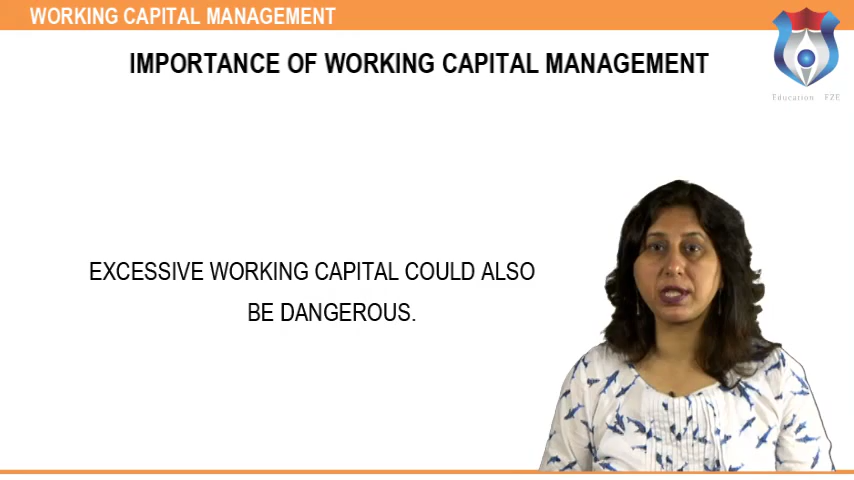 WORKING CAPITAL MANAGEMENT
IMPORTANCE OF WORKING CAPITAL MANAGEMENT
Education FZE
EXCESSIVE WORKING CAPITAL COULD ALSO
BE DANGEROUS.